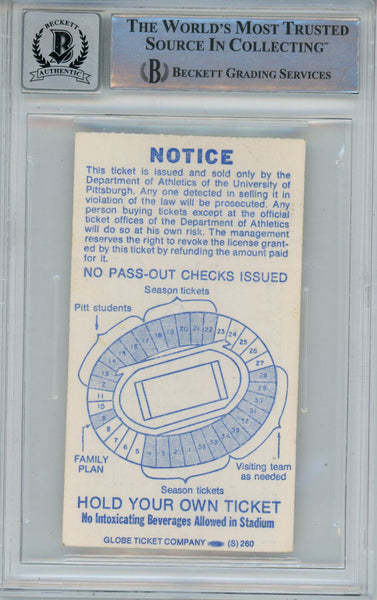 BECKETT
AUTHENTIC
THE WORLD'S MOST TRUSTED
SOURCE IN COLLECTING™
BECKETT GRADING SERVICES
NOTICE
This ticket is issued and sold only by the
Department of Athletics of the University of
Pittsburgh. Any one detected in selling it in
violation of the law will be prosecuted. Any
person buying tickets except at the official
ticket offices of the Department of Athletics
will do so at his own risk. The management
reserves the right to revoke the license grant-
ed by this ticket by refunding the amount paid
for it.
NO PASS-OUT CHECKS ISSUED
Season tickets
Pitt students
FAMILY
PLAN
Visiting team
as needed
Season tickets
HOLD YOUR OWN TICKET
No Intoxicating Beverages Allowed in Stadium
GLOBE TICKET COMPANY (S) 260